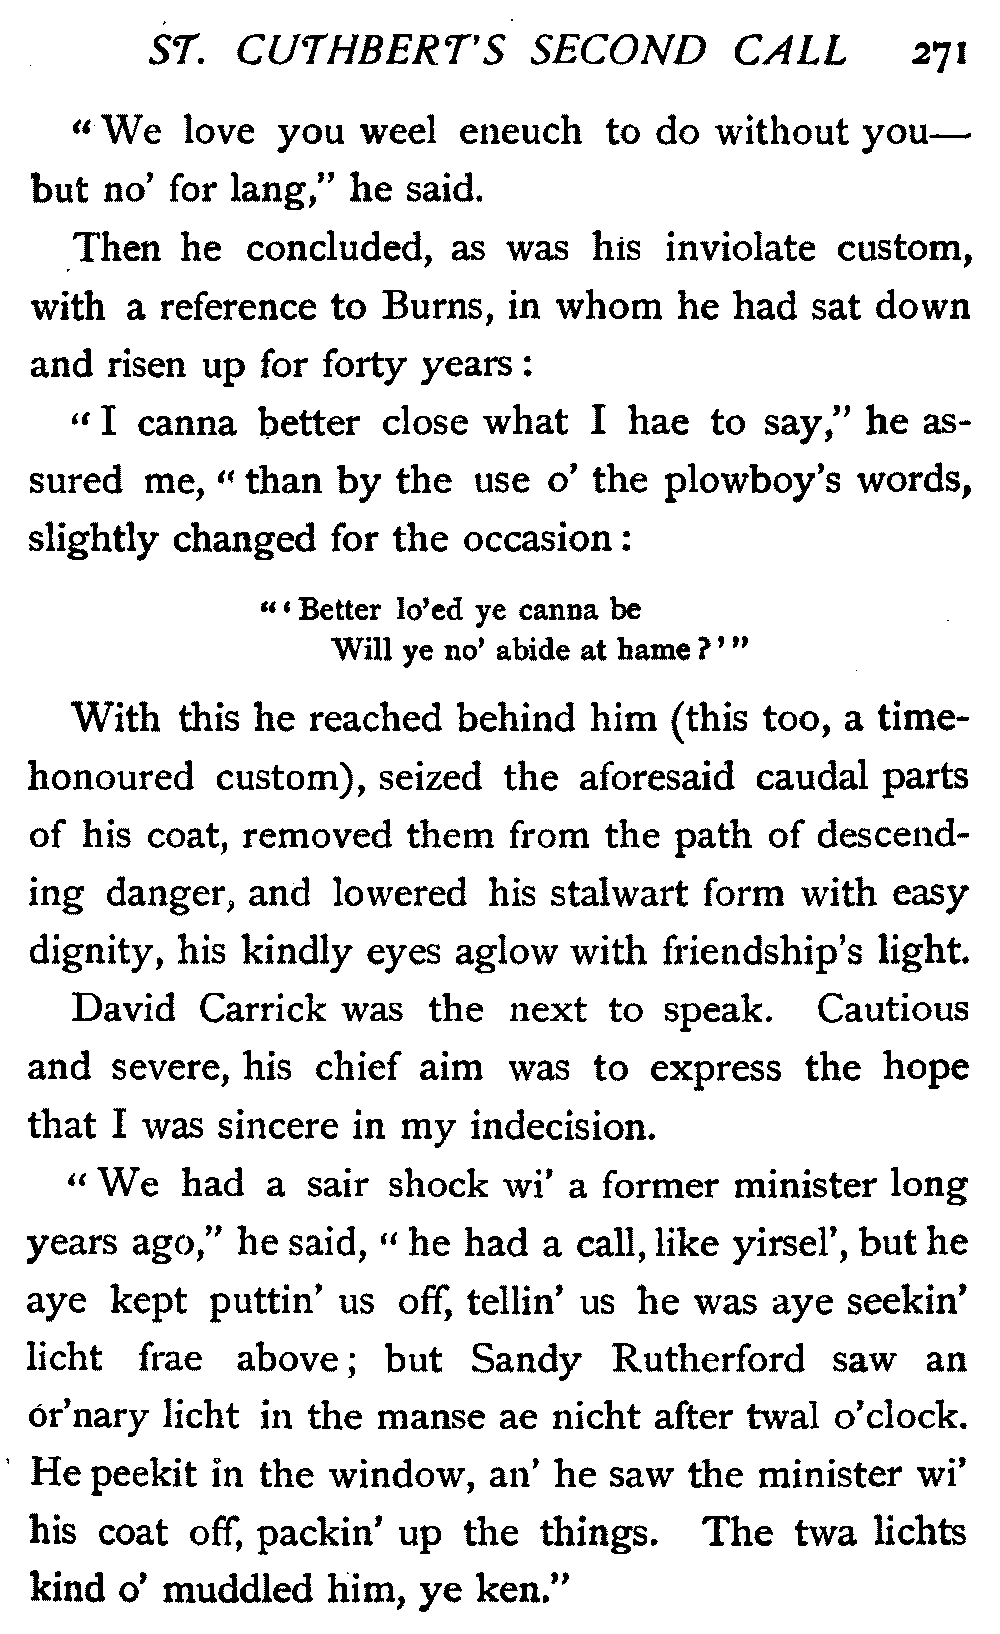 ST. CUTHBERT'S SECOND CALL 271
"We love you weel eneuch to do without you—
but no' for lang," he said.
Then he concluded, as was his inviolate custom,
with a reference to Burns, in whom he had sat down
and risen up for forty years:
"I canna better close what I hae to say," he as-
sured me, "than by the use o' the plowboy's words,
slightly changed for the occasion:
"'Better lo'ed ye canna be
Will ye no' abide at hame?'"
With this he reached behind him (this too, a time-
honoured custom), seized the aforesaid caudal parts
of his coat, removed them from the path of descend-
ing danger, and lowered his stalwart form with easy
dignity, his kindly eyes aglow with friendship's light.
David Carrick was the next to speak. Cautious
and severe, his chief aim was to express the hope
that I was sincere in my indecision.
"We had a sair shock wi' a former minister long
years ago," he said, "he had a call, like yirsel', but he
aye kept puttin' us off, tellin' us he was aye seekin'
licht frae above; but Sandy Rutherford saw an
or'nary licht in the manse ae nicht after twal o'clock.
He peekit in the window, an' he saw the minister wi'
his coat off, packin' up the things. The twa lichts
kind o' muddled him, ye ken."